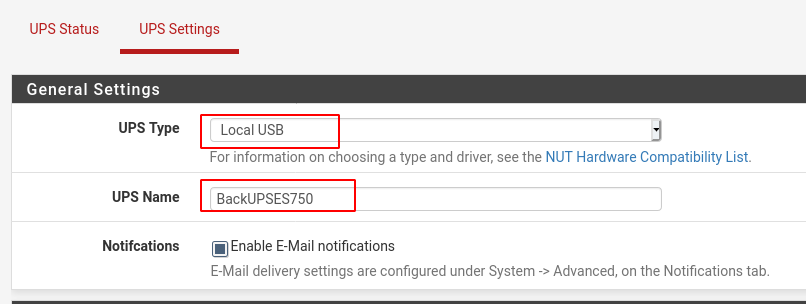 UPS Status UPS Settings
General Settings
UPS Type Local USB
For information on choosing a type and driver, see the NUT Hardware Compatibility List.
UPS Name BackUPSES750
Notifcations Enable E-Mail notifications
E-Mail delivery settings are configured under System -> Advanced, on the Notifications tab.